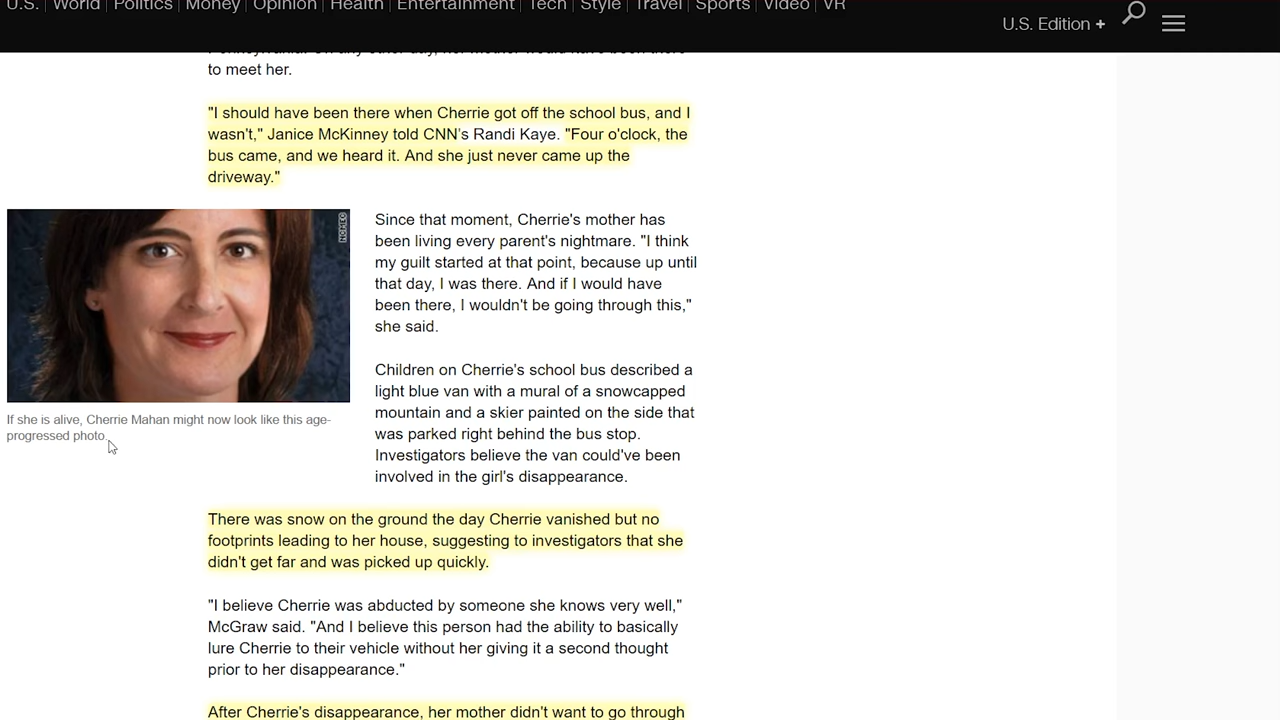 U.S. | World | Politics | Money | Opinion | Health | Entertainment | Tech | Style | Travel | Sports | Video | VR
U.S. Edition +
to meet her.
"I should have been there when Cherrie got off the school bus, and I
wasn't," Janice McKinney told CNN's Randi Kaye. "Four o'clock, the
bus came, and we heard it. And she just never came up the
driveway."
NCMEC
If she is alive, Cherrie Mahan might now look like this age-
progressed photo.
Since that moment, Cherrie's mother has
been living every parent's nightmare. "I think
my guilt started at that point, because up until
that day, I was there. And if I would have
been there, I wouldn't be going through this,"
she said.
Children on Cherrie's school bus described a
light blue van with a mural of a snowcapped
mountain and a skier painted on the side that
was parked right behind the bus stop.
Investigators believe the van could've been
involved in the girl's disappearance.
There was snow on the ground the day Cherrie vanished but no
footprints leading to her house, suggesting to investigators that she
didn't get far and was picked up quickly.
"I believe Cherrie was abducted by someone she knows very well,"
McGraw said. "And I believe this person had the ability to basically
lure Cherrie to their vehicle without her giving it a second thought
prior to her disappearance."
After Cherrie's disappearance, her mother didn't want to go through